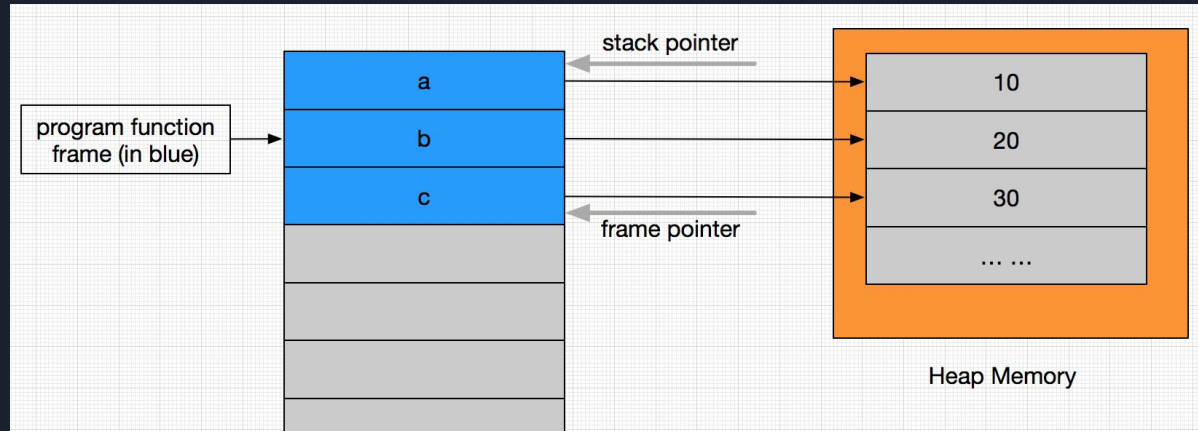 stack pointer
a
10
program function
frame (in blue)
b
20
c
30
frame pointer
... ...
Heap Memory